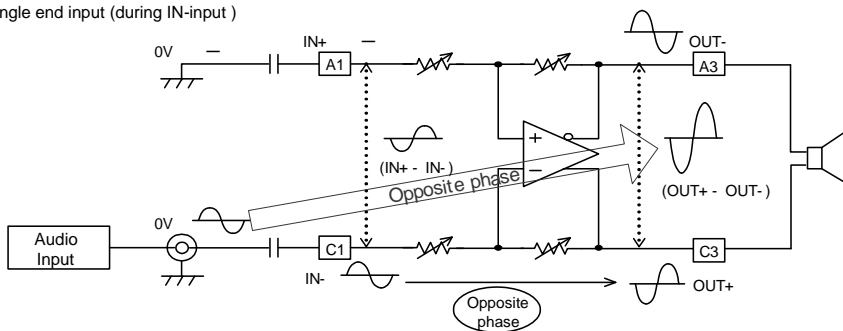 ngle end input (during IN-input )
0V
—
IN+
—
A1
OUT-
A3
+
—
(IN+ - IN- )
(OUT+ - OUT- )
Opposite phase
0V
Audio
Input
C1
IN-
C3
OUT+
Opposite
phase